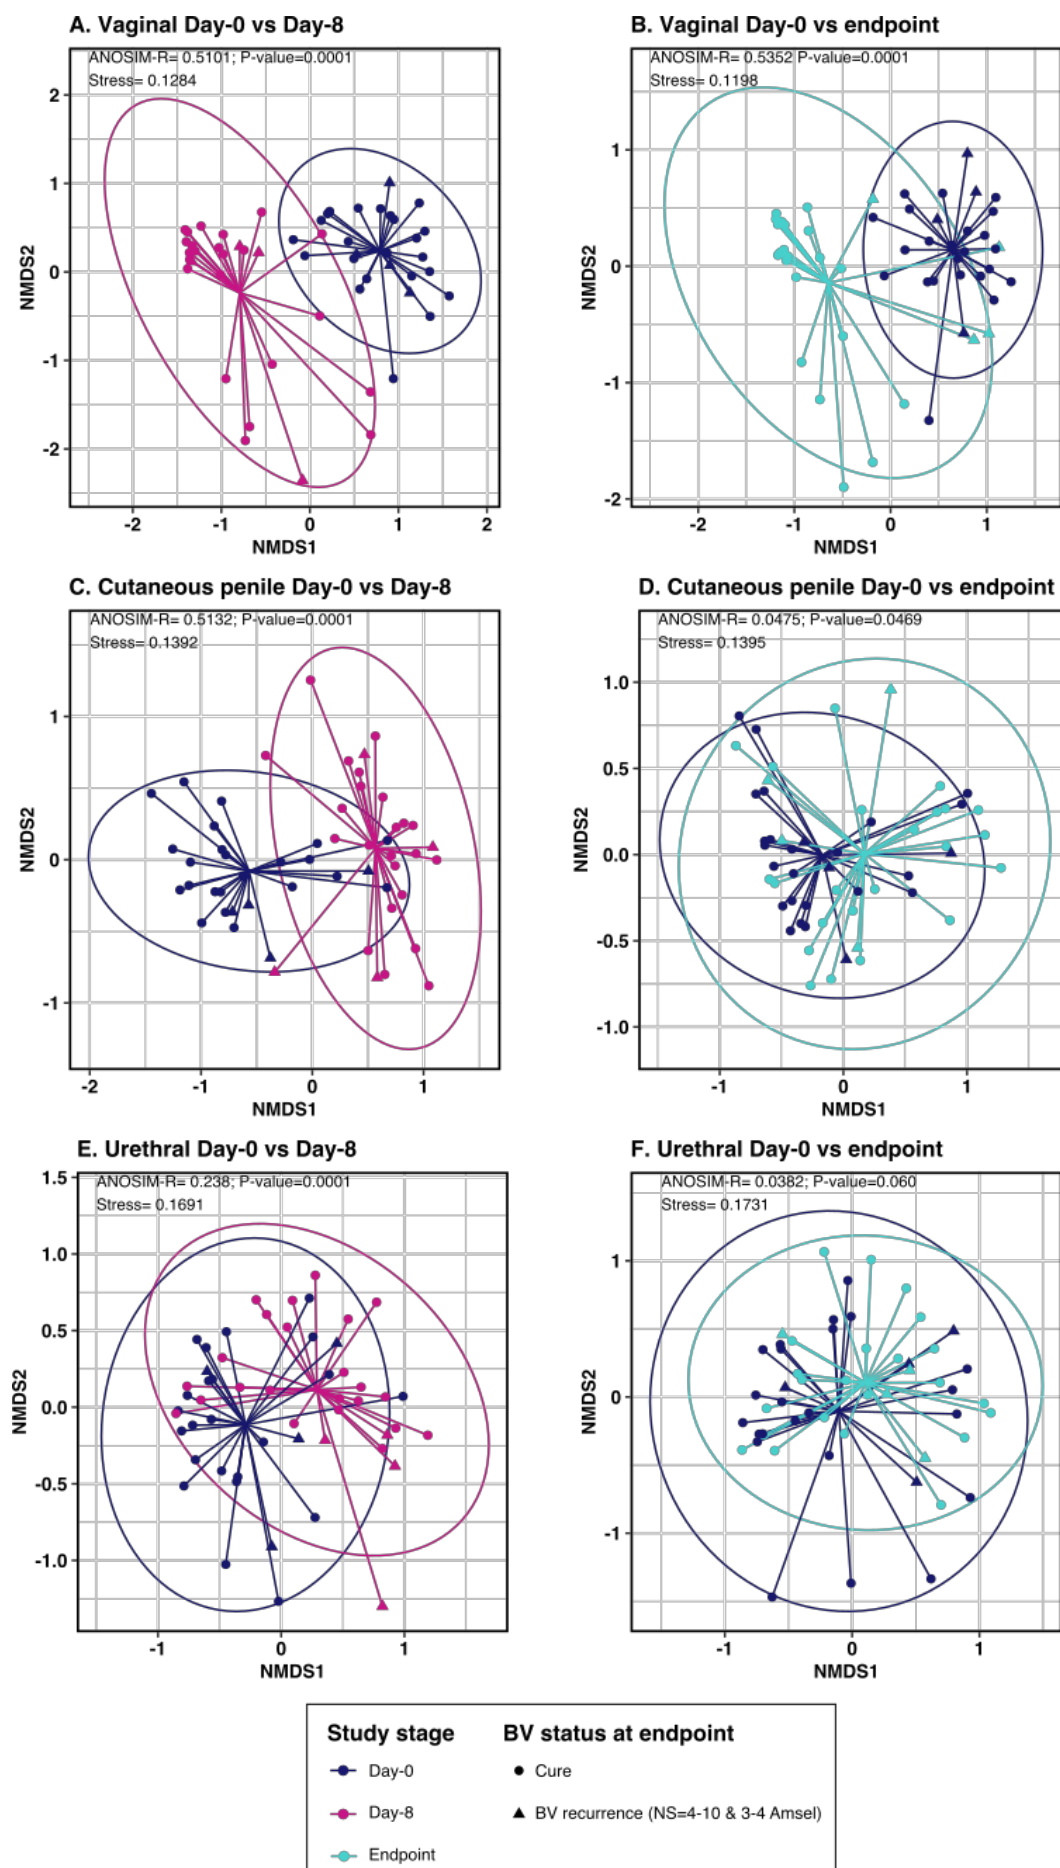 A. Vaginal Day-0 vs Day-8
ANOSIM-R= 0.5101; P-value=0.0001
Stress= 0.1284
2
1
0
-1
-2
NMDS2
-2 -1 0 1 2
NMDS1
B. Vaginal Day-0 vs endpoint
ANOSIM-R= 0.5352 P-value=0.0001
Stress= 0.1198
1
0
-1
-2
NMDS2
-2 -1 0 1
NMDS1
C. Cutaneous penile Day-0 vs Day-8
ANOSIM-R= 0.5132; P-value=0.0001
Stress= 0.1392
1
0
-1
NMDS2
-2 -1 0 1
NMDS1
D. Cutaneous penile Day-0 vs endpoint
ANOSIM-R= 0.0475; P-value=0.0469
Stress= 0.1395
1.0
0.5
0.0
-0.5
-1.0
NMDS2
-1 0 1
NMDS1
E. Urethral Day-0 vs Day-8
ANOSIM-R= 0.238; P-value=0.0001
Stress= 0.1691
1.5
1.0
0.5
0.0
-0.5
-1.0
NMDS2
-1 0 1
NMDS1
F. Urethral Day-0 vs endpoint
ANOSIM-R= 0.0382; P-value=0.060
Stress= 0.1731
1
0
-1
NMDS2
-1 0 1
NMDS1
Study stage
Day-0
Day-8
Endpoint
BV status at endpoint
Cure
BV recurrence (NS=4-10 & 3-4 Amsel)